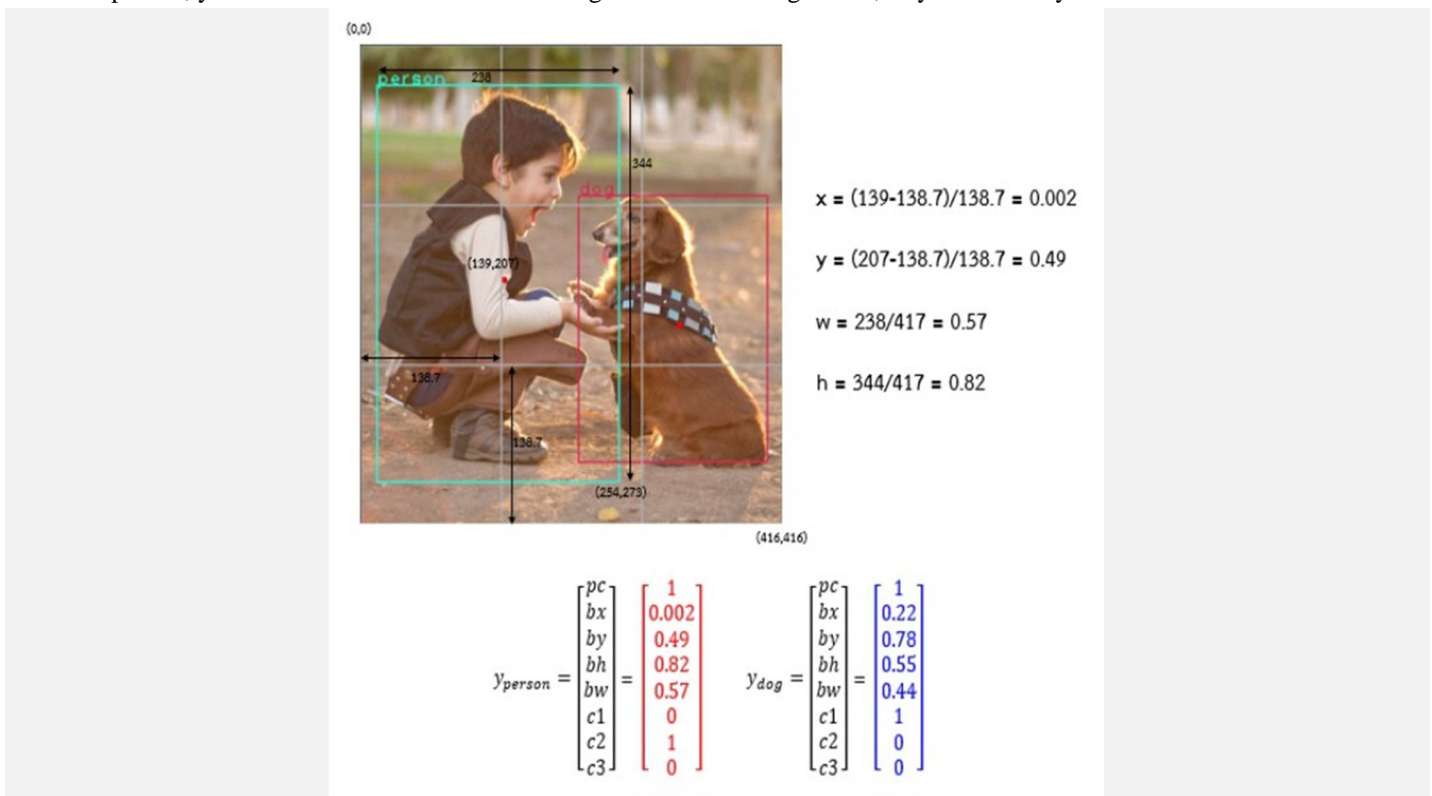 (0,0)
person 238
344
dog
x = (139-138.7)/138.7 = 0.002
y = (207-138.7)/138.7 = 0.49
(139,207)
w = 238/417 = 0.57
138.7
h = 344/417 = 0.82
138.7
(254,273)
(416,416)
y person = [pc bx by bh bw c1 c2 c3] = [1 0.002 0.49 0.82 0.57 0 1 0]
y dog = [pc bx by bh bw c1 c2 c3] = [1 0.22 0.78 0.55 0.44 1 0 0]